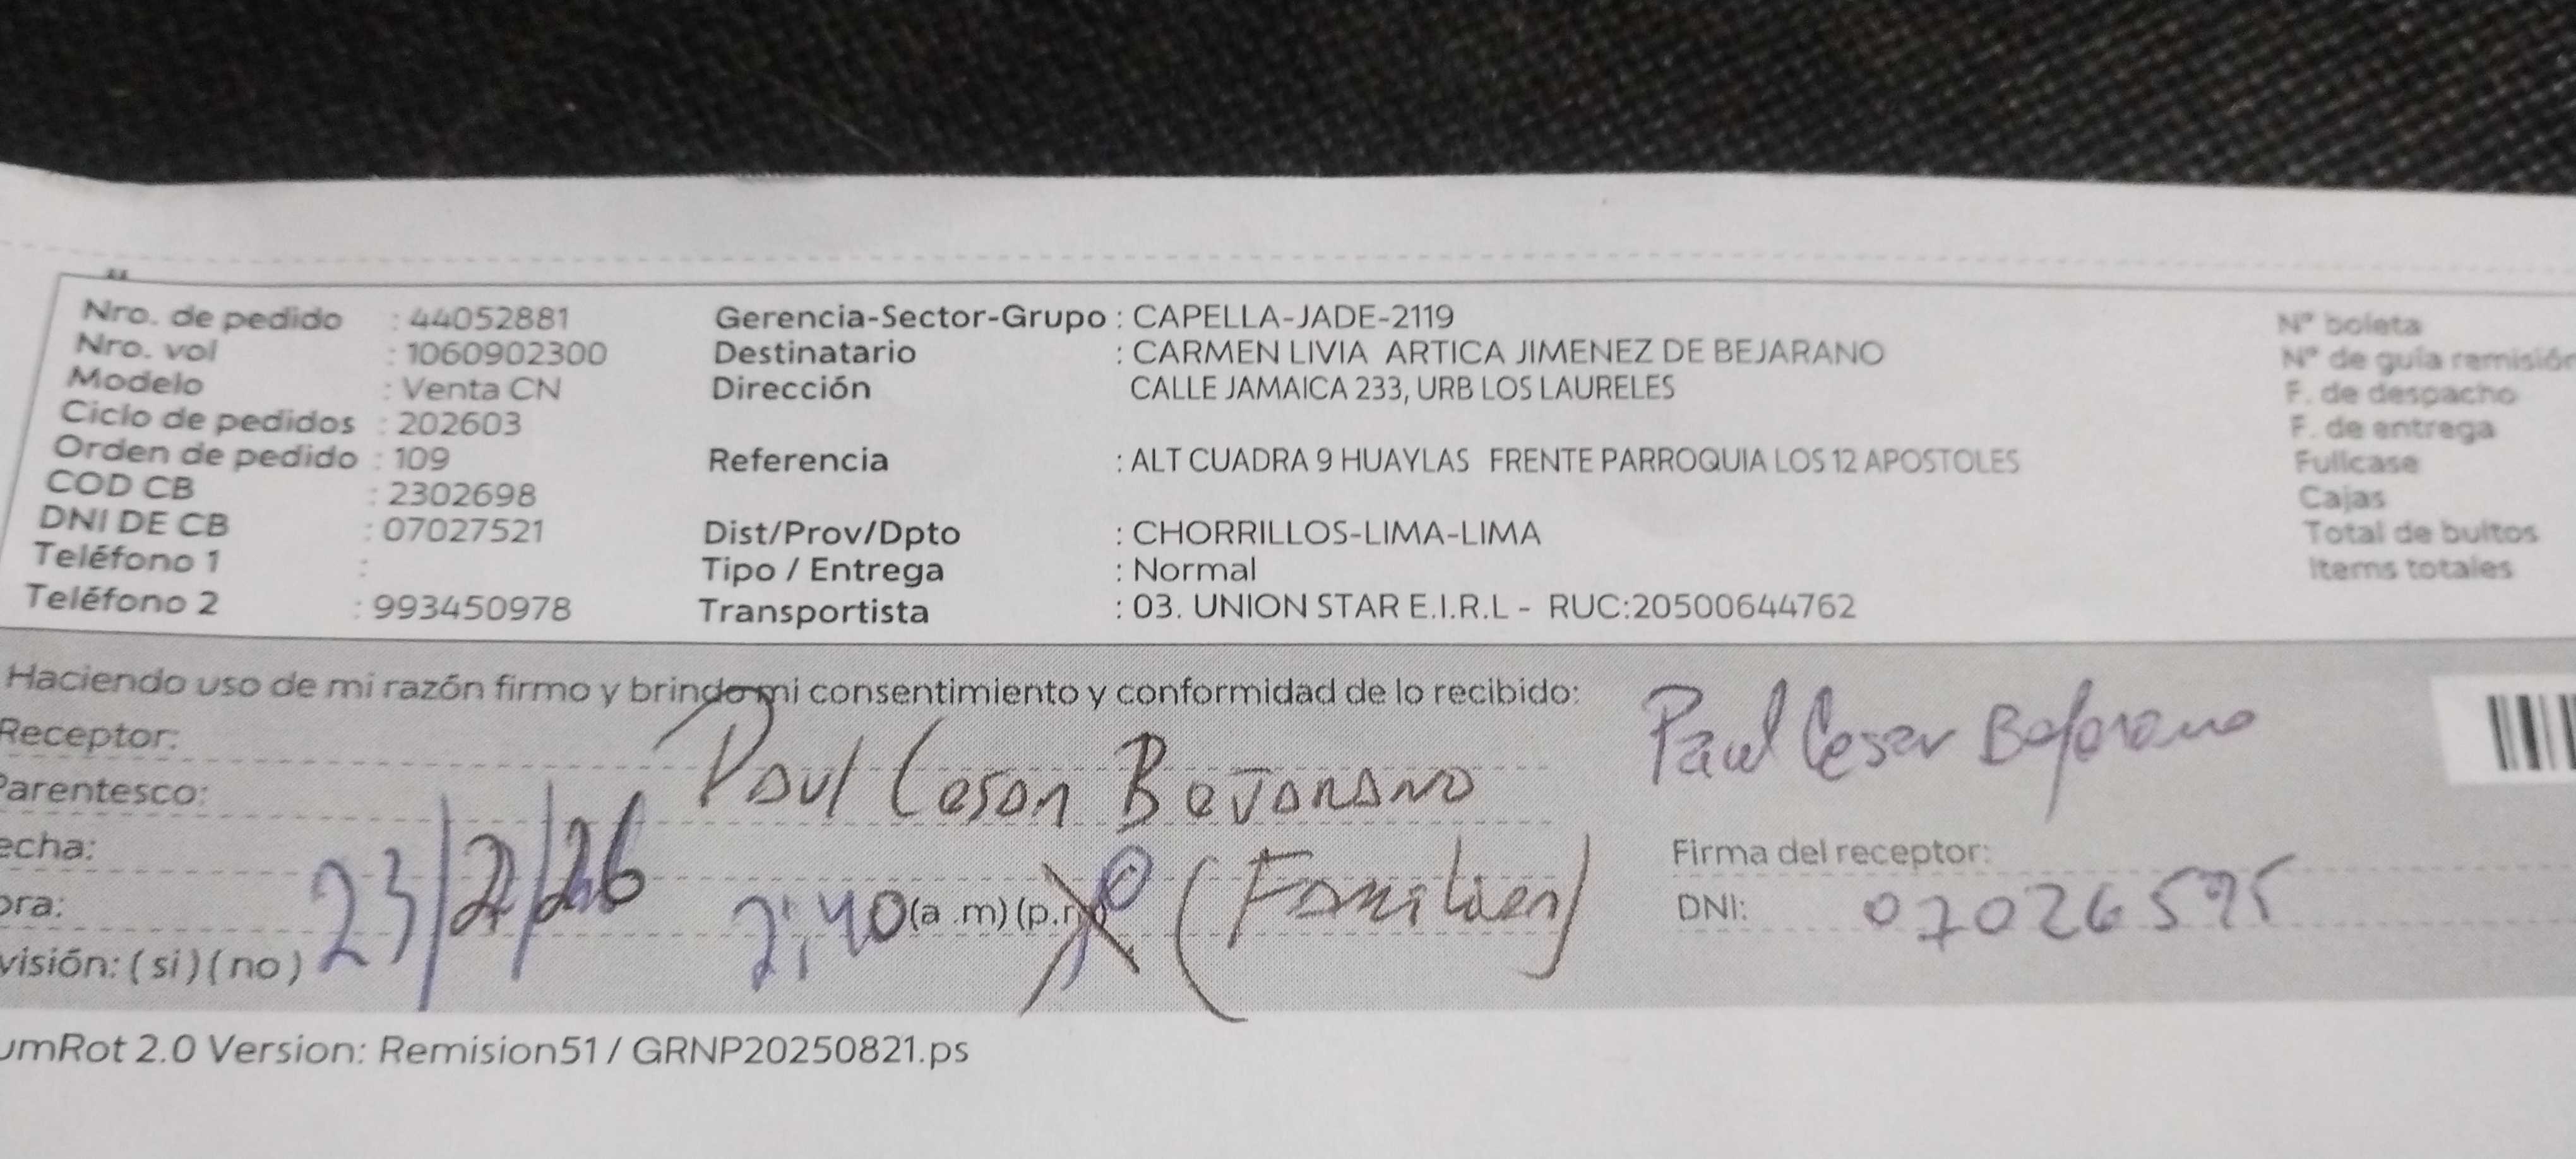 Nro. de pedido : 44052881
Nro. vol : 1060902300
Modelo : Venta CN
Ciclo de pedidos : 202603
Orden de pedido : 109
COD CB : 2302698
DNI DE CB : 07027521
Teléfono 1 :
Teléfono 2 : 993450978
Gerencia-Sector-Grupo : CAPELLA-JADE-2119
Destinatario : CARMEN LIVIA ARTICA JIMENEZ DE BEJARANO
Dirección CALLE JAMAICA 233, URB LOS LAURELES
Referencia : ALT CUADRA 9 HUAYLAS FRENTE PARROQUIA LOS 12 APOSTOLES
Dist/Prov/Dpto : CHORRILLOS-LIMA-LIMA
Tipo / Entrega : Normal
Transportista : 03. UNION STAR E.I.R.L - RUC:20500644762
N° boleta
N° de guía remisión
F. de despacho
F. de entrega
Fullcase
Cajas
Total de bultos
Items totales
Haciendo uso de mi razón firmo y brindo mi consentimiento y conformidad de lo recibido:
Receptor: Paul Cesar Bejarano
Parentesco:
echa: 23/2/26
ora: 2:40 (a .m) (p.m) (Familiar)
visión: ( si ) ( no )
Paul Cesar Bejarano
Firma del receptor:
DNI: 07026595
umRot 2.0 Version: Remision51 / GRNP20250821.ps